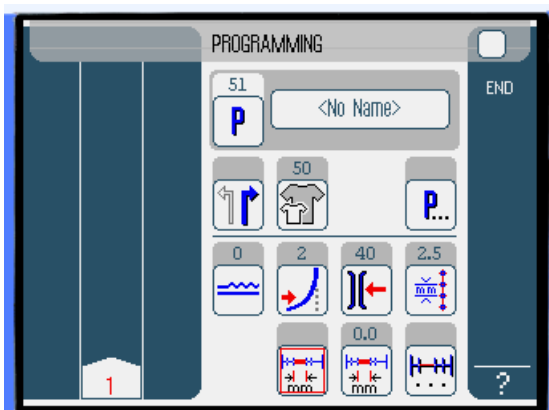 PROGRAMMING
END
51
P
<No Name>
50
P...
0
2
40
2.5
mm
0.0
mm
mm
...
1
?